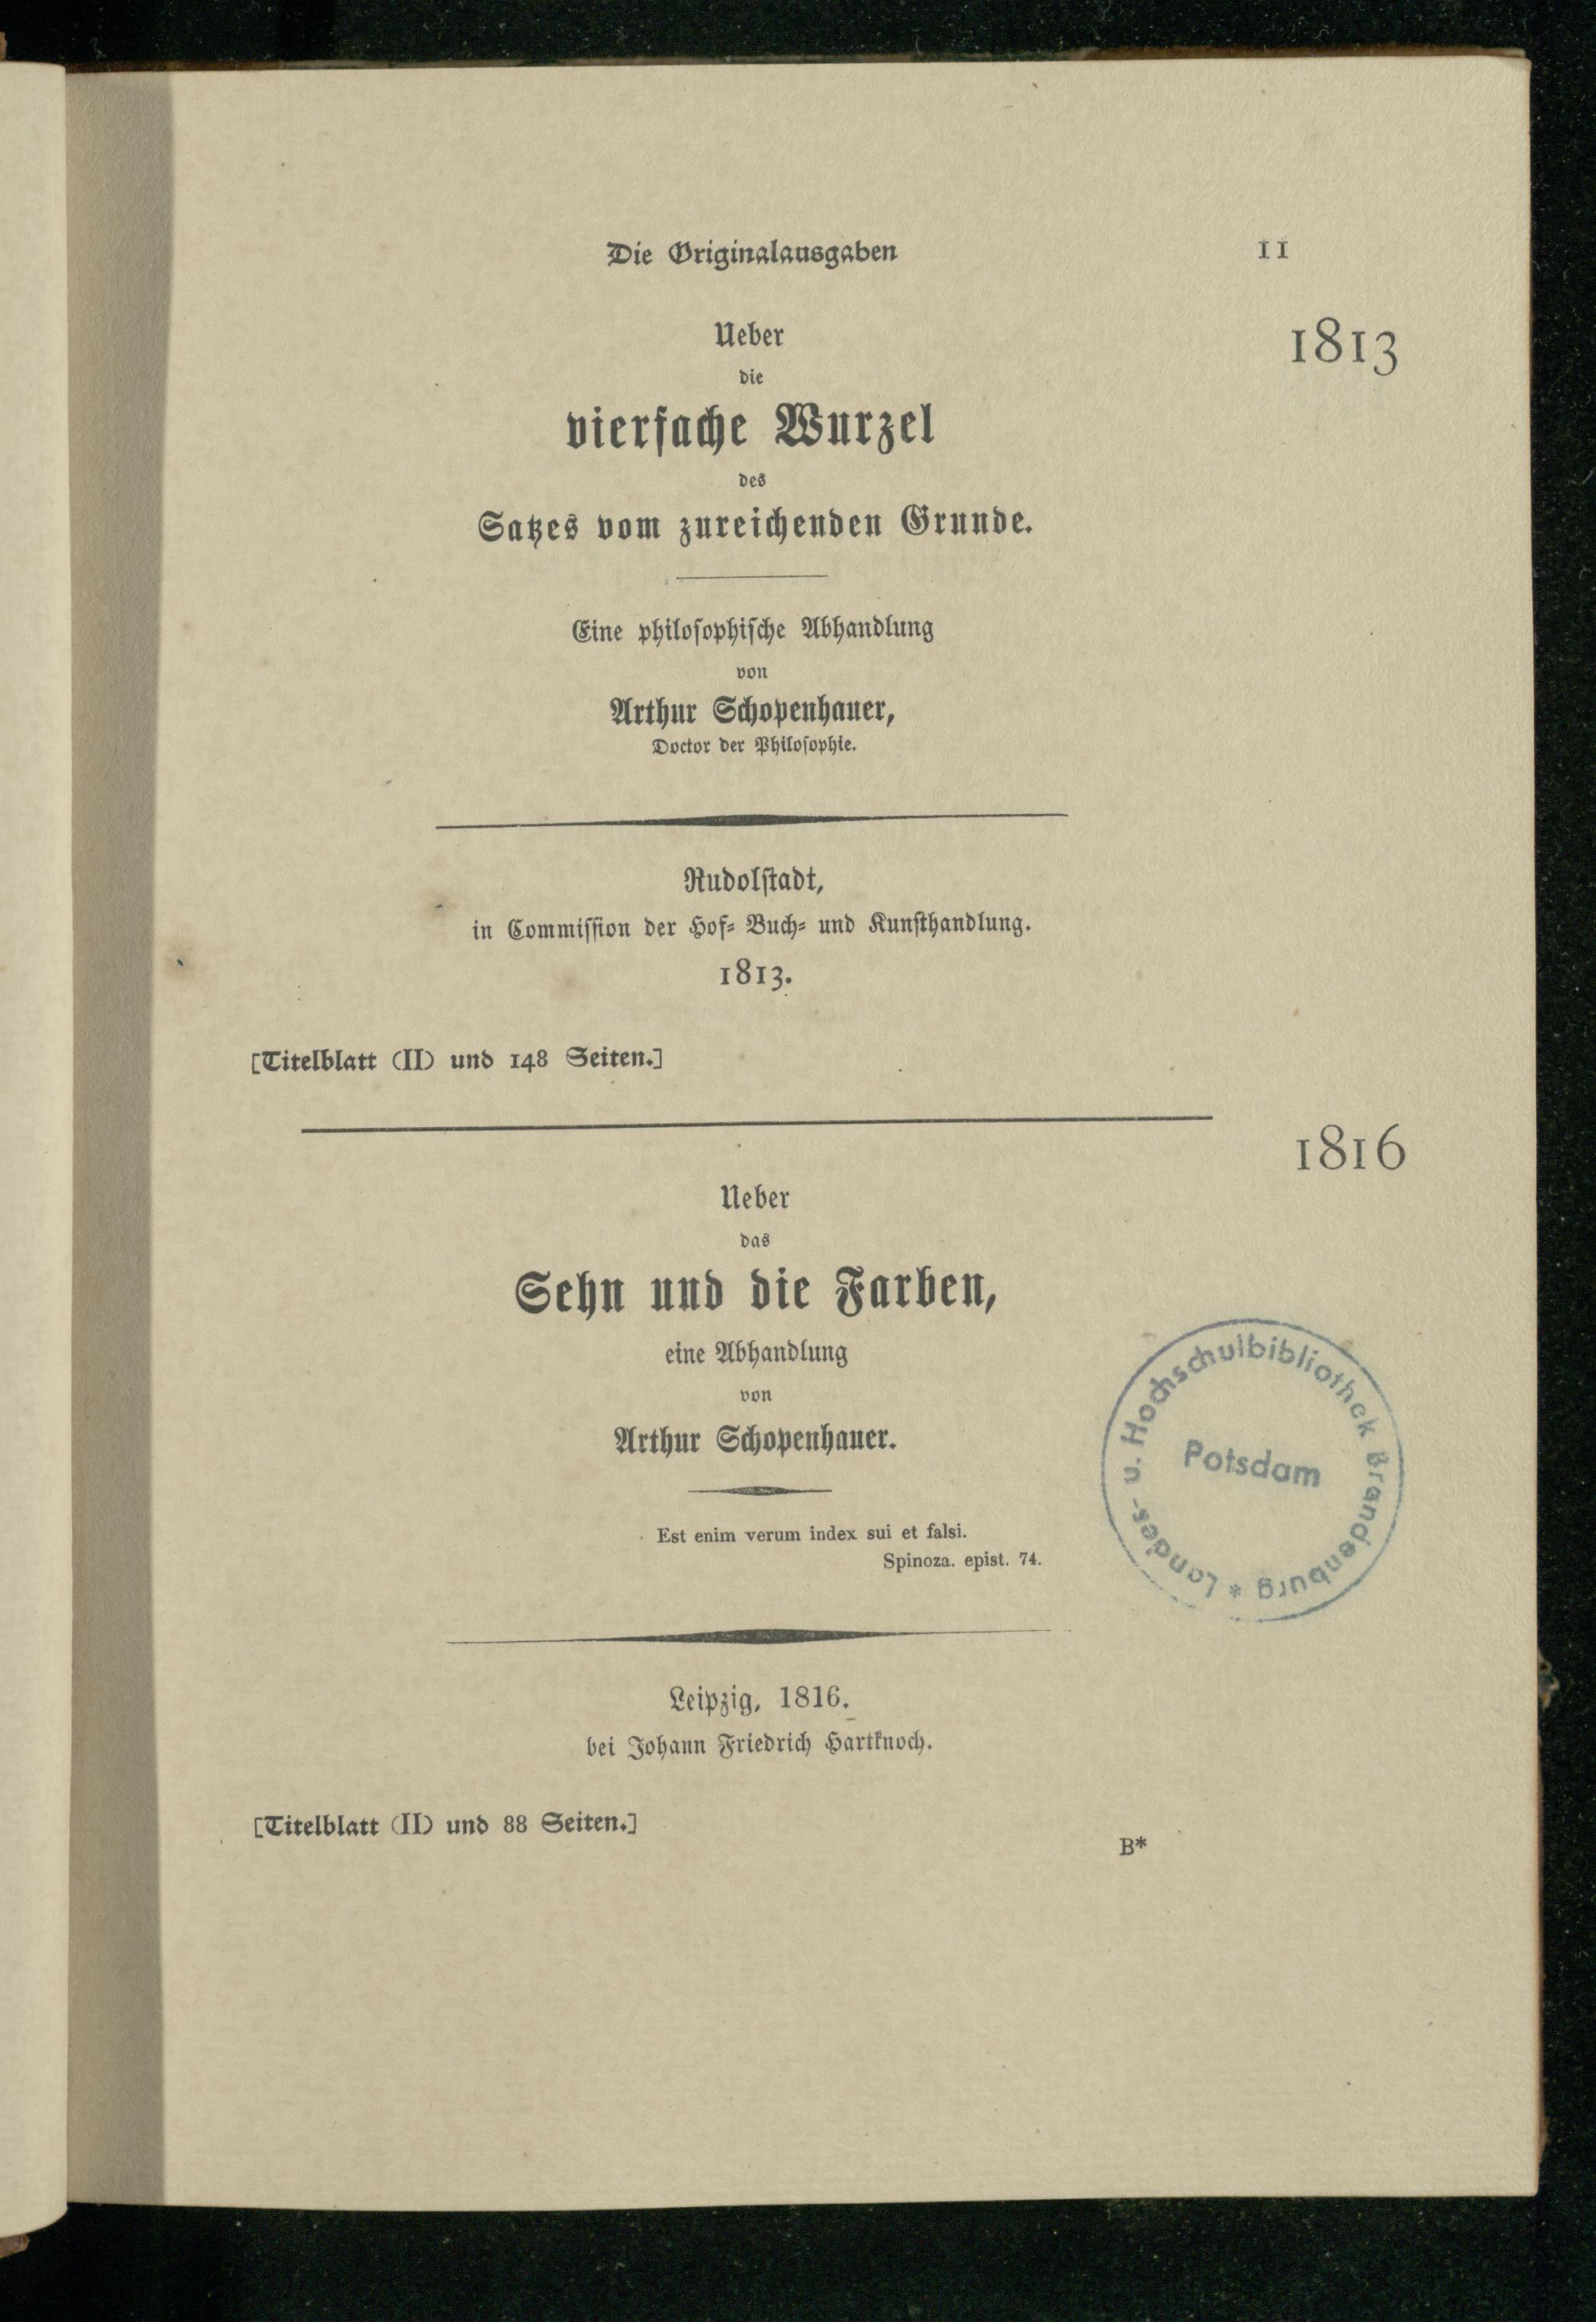 Die Originalausgaben 11
1813
Ueber
die
vierfache Wurzel
des
Satzes vom zureichenden Grunde.
Eine philosophische Abhandlung
von
Arthur Schopenhauer,
Doctor der Philosophie.
Rudolstadt,
in Commission der Hof- Buch- und Kunsthandlung.
1813.
[Titelblatt (II) und 148 Seiten.]
1816
Ueber
das
Sehn und die Farben,
eine Abhandlung
von
Arthur Schopenhauer.
Est enim verum index sui et falsi.
Spinoza. epist. 74.
Landes- u. Hochschulbibliothek Brandenburg *
Potsdam
Leipzig, 1816.
bei Johann Friedrich Hartknoch.
[Titelblatt (II) und 88 Seiten.]
B*